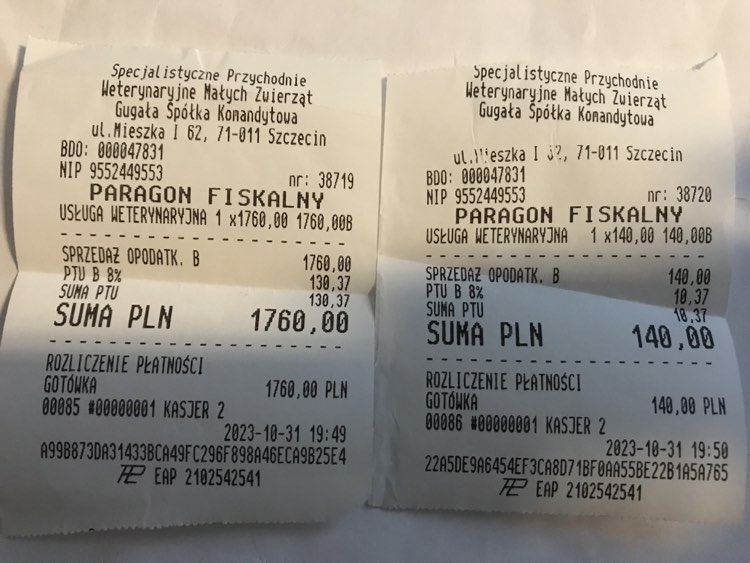 Specjalistyczne Przychodnie
Weterynaryjne Małych Zwierząt
Gugała Spółka Komandytowa
ul.Mieszka I 62, 71-011 Szczecin
BDO: 000047831
NIP 9552449553 nr: 38719
PARAGON FISKALNY
USŁUGA WETERYNARYJNA 1 x1760,00 1760,00B
SPRZEDAŻ OPODATK. B 1760,00
PTU B 8% 130,37
SUMA PTU 130,37
SUMA PLN 1760,00
ROZLICZENIE PŁATNOŚCI
GOTÓWKA 1760,00 PLN
00085 #00000001 KASJER 2
2023-10-31 19:49
A99B873DA31433BCA49FC296F898A46ECA9B25E4
EAP 2102542541
Specjalistyczne Przychodnie
Weterynaryjne Małych Zwierząt
Gugała Spółka Komandytowa
ul.Mieszka I 62, 71-011 Szczecin
BDO: 000047831
NIP 9552449553 nr: 38720
PARAGON FISKALNY
USŁUGA WETERYNARYJNA 1 x140,00 140,00B
SPRZEDAŻ OPODATK. B 140,00
PTU B 8% 10,37
SUMA PTU 10,37
SUMA PLN 140,00
ROZLICZENIE PŁATNOŚCI
GOTÓWKA 140,00 PLN
00086 #00000001 KASJER 2
2023-10-31 19:50
22A5DE9A6454EF3CA8D71BF0AA55BE22B1A5A765
EAP 2102542541